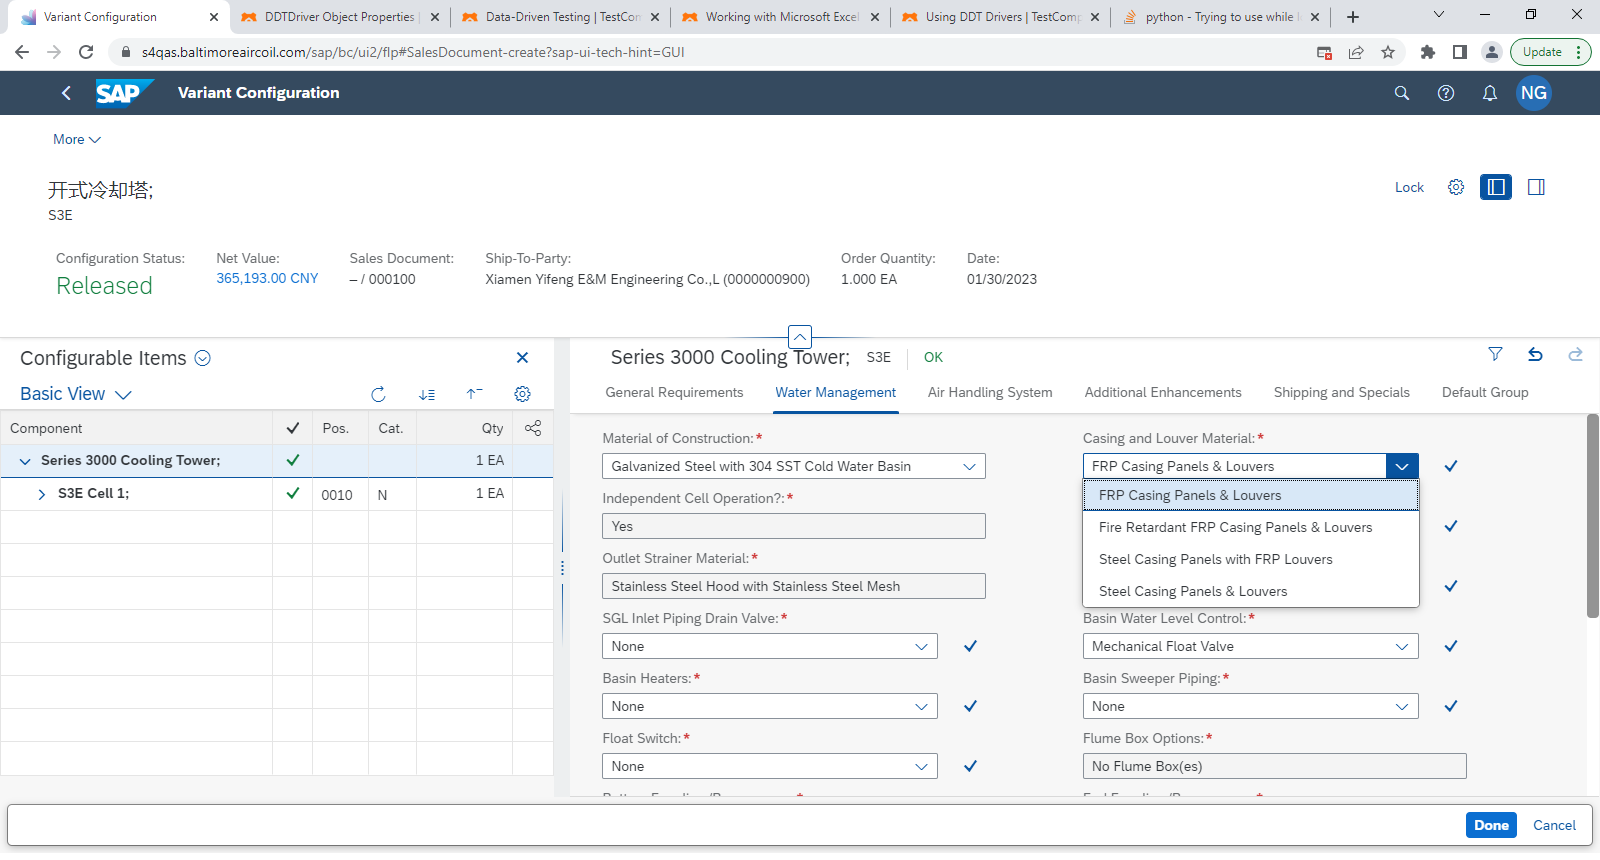 Variant Configuration
DDTDriver Object Properties
Data-Driven Testing | TestCom
Working with Microsoft Excel
Using DDT Drivers | TestComp
python - Trying to use while l
s4qas.baltimoreaircoil.com/sap/bc/ui2/flp#SalesDocument-create?sap-ui-tech-hint=GUI
Update
SAP
Variant Configuration
NG
More
开式冷却塔;
S3E
Lock
Configuration Status:
Net Value:
Sales Document:
Ship-To-Party:
Order Quantity:
Date:
Released
365,193.00 CNY
– / 000100
Xiamen Yifeng E&M Engineering Co.,L (0000000900)
1.000 EA
01/30/2023
Configurable Items
Basic View
Component
Pos.
Cat.
Qty
Series 3000 Cooling Tower;
1 EA
S3E Cell 1;
0010
N
1 EA
Series 3000 Cooling Tower;
S3E
OK
General Requirements
Water Management
Air Handling System
Additional Enhancements
Shipping and Specials
Default Group
Material of Construction:*
Casing and Louver Material:*
Galvanized Steel with 304 SST Cold Water Basin
FRP Casing Panels & Louvers
FRP Casing Panels & Louvers
Fire Retardant FRP Casing Panels & Louvers
Steel Casing Panels with FRP Louvers
Steel Casing Panels & Louvers
Independent Cell Operation?:*
Yes
Outlet Strainer Material:*
Stainless Steel Hood with Stainless Steel Mesh
SGL Inlet Piping Drain Valve:*
Basin Water Level Control:*
None
Mechanical Float Valve
Basin Heaters:*
Basin Sweeper Piping:*
None
None
Float Switch:*
Flume Box Options:*
None
No Flume Box(es)
Done
Cancel